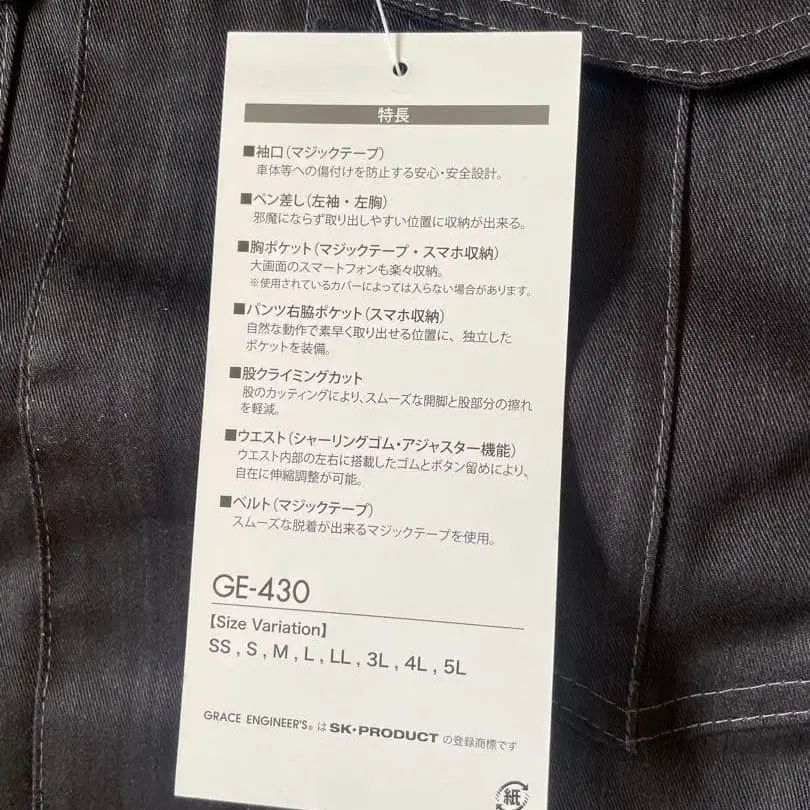 特長
■袖口(マジックテープ)
車体等への傷付けを防止する安心・安全設計。
■ペン差し(左袖・左胸)
邪魔にならず取り出しやすい位置に収納が出来る。
■胸ポケット(マジックテープ・スマホ収納)
大画面のスマートフォンも楽々収納。
※使用されているカバーによっては入らない場合があります。
■パンツ右脇ポケット(スマホ収納)
自然な動作で素早く取り出せる位置に、独立した
ポケットを装備。
■股クライミングカット
股のカッティングにより、スムーズな開脚と股部分の擦れ
を軽減。
■ウエスト(シャーリングゴム・アジャスター機能)
ウエスト内部の左右に搭載したゴムとボタン留めにより、
自在に伸縮調整が可能。
■ベルト(マジックテープ)
スムーズな脱着が出来るマジックテープを使用。
GE-430
【Size Variation】
SS , S , M , L , LL , 3L , 4L , 5L
GRACE ENGINEER'S® は SK・PRODUCT の登録商標です
紙